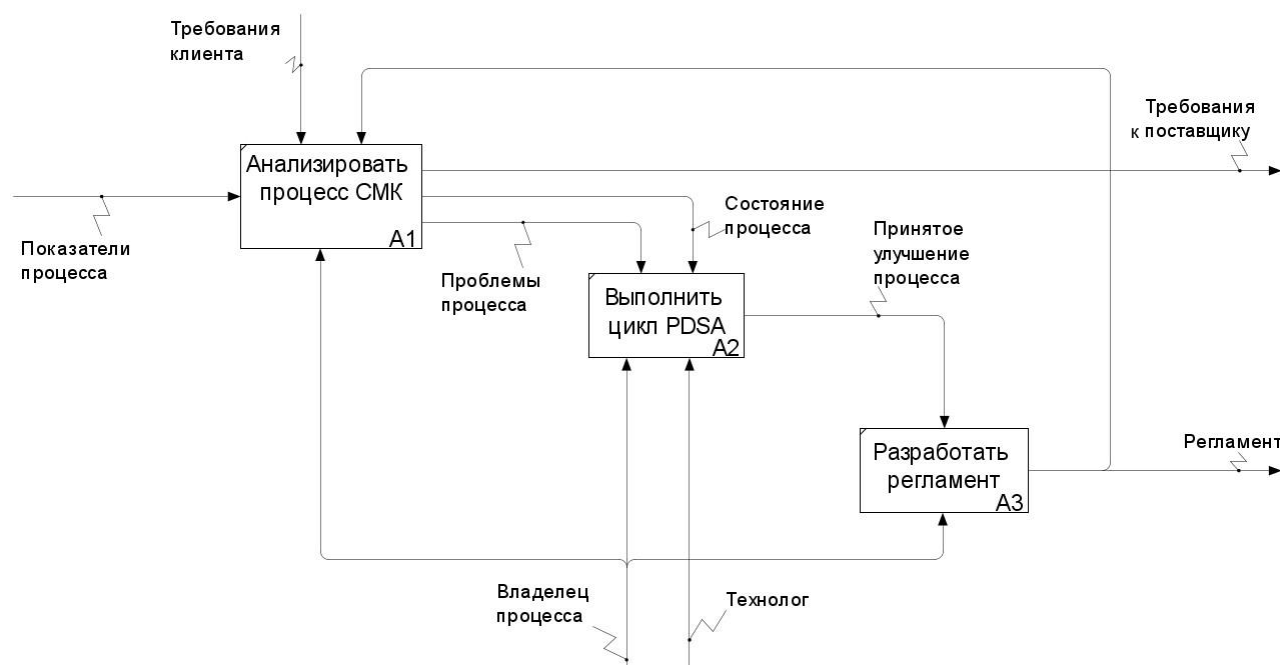 Требования
клиента
Требования
к поставщику
Анализировать
процесс СМК
A1
Показатели
процесса
Состояние
процесса
Проблемы
процесса
Принятое
улучшение
процесса
Выполнить
цикл PDSA
A2
Разработать
регламент
A3
Регламент
Владелец
процесса
Технолог